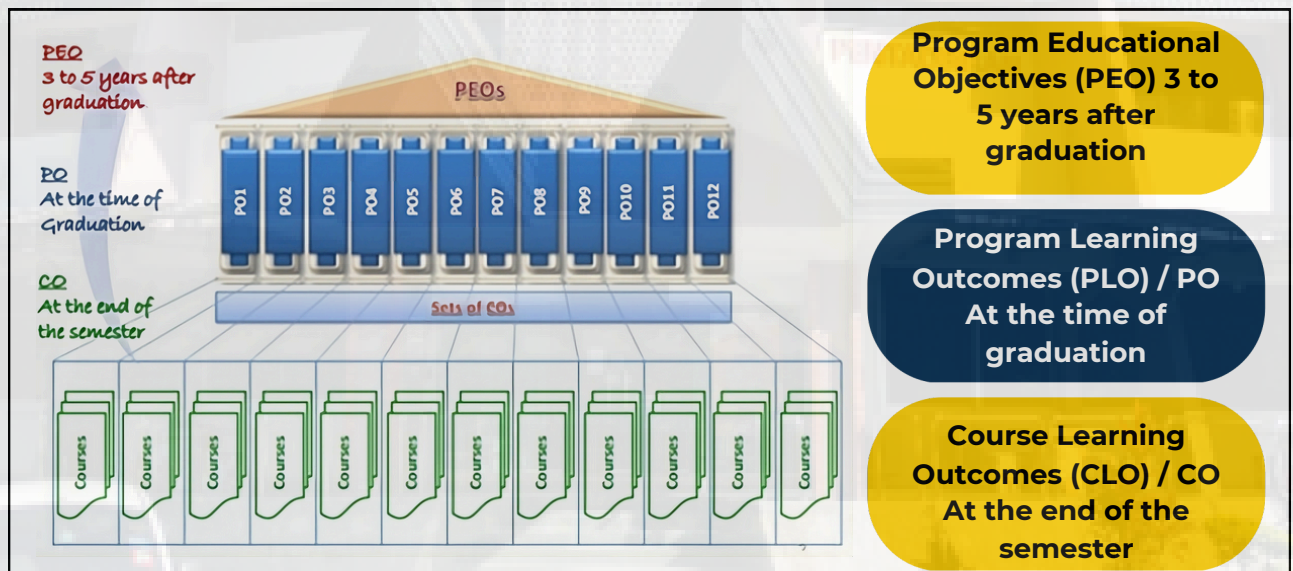 PEO
3 to 5 years after
graduation
PO
At the time of
Graduation
CO
At the end of
the semester
PEOs
PO1
PO2
PO3
PO4
PO5
PO6
PO7
PO8
PO9
PO10
PO11
PO12
Sets of COs
Courses
Courses
Courses
Courses
Courses
Courses
Courses
Courses
Courses
Courses
Courses
Courses
Program Educational
Objectives (PEO) 3 to
5 years after
graduation
Program Learning
Outcomes (PLO) / PO
At the time of
graduation
Course Learning
Outcomes (CLO) / CO
At the end of the
semester